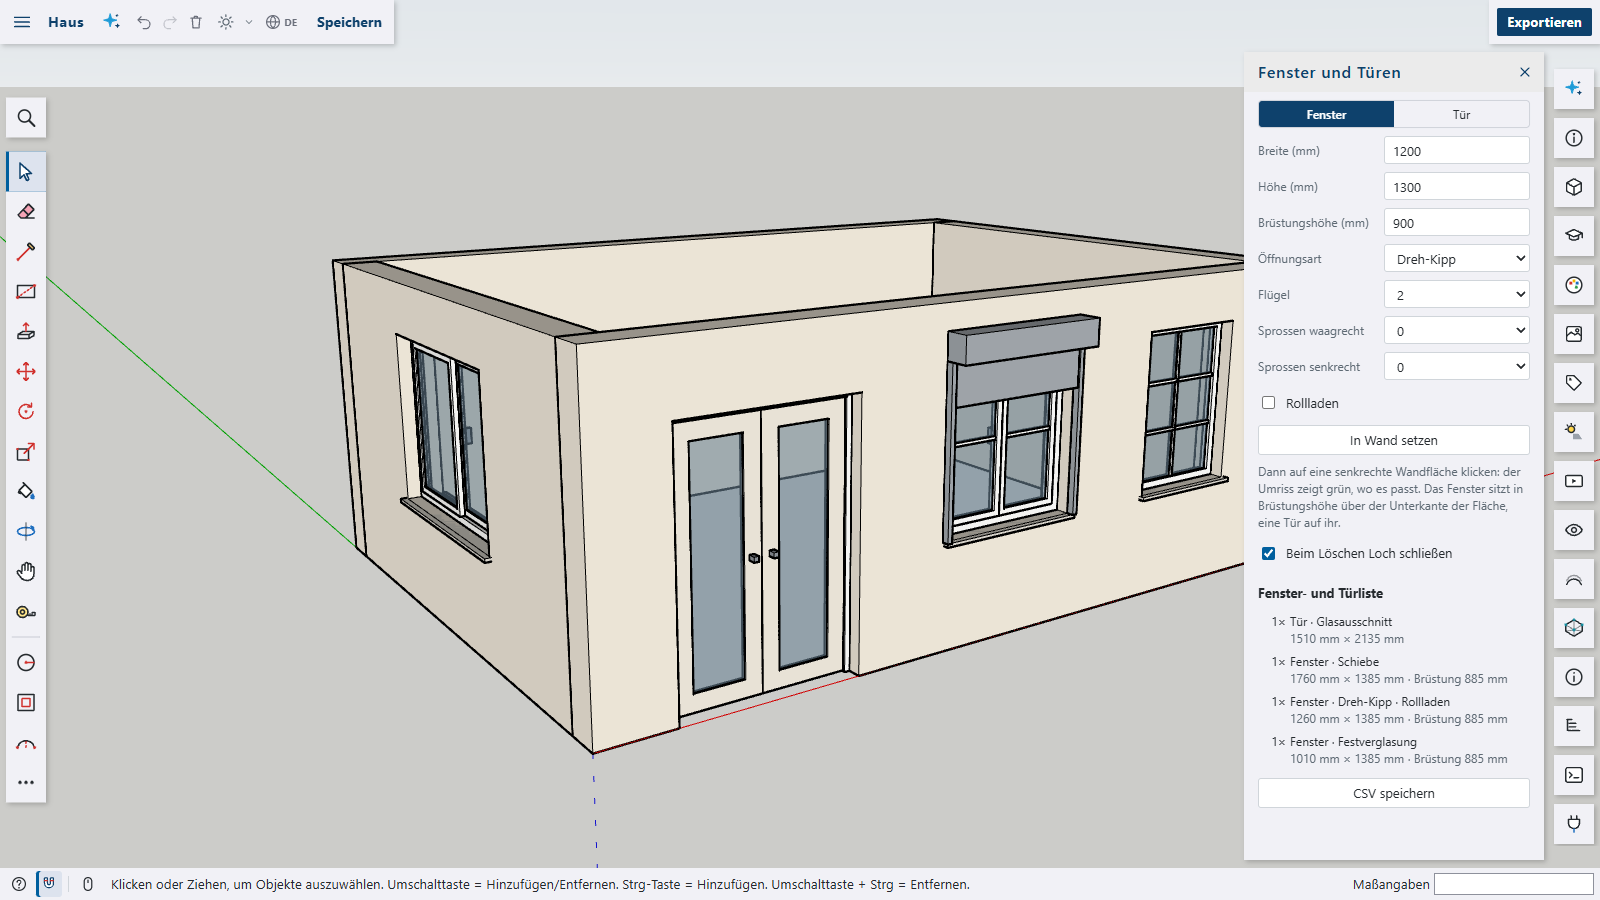 Haus
DE
Speichern
Exportieren
Fenster und Türen
Fenster
Tür
Breite (mm)
1200
Höhe (mm)
1300
Brüstungshöhe (mm)
900
Öffnungsart
Dreh-Kipp
Flügel
2
Sprossen waagrecht
0
Sprossen senkrecht
0
Rollladen
In Wand setzen
Dann auf eine senkrechte Wandfläche klicken: der
Umriss zeigt grün, wo es passt. Das Fenster sitzt in
Brüstungshöhe über der Unterkante der Fläche,
eine Tür auf ihr.
Beim Löschen Loch schließen
Fenster- und Türliste
1× Tür · Glasausschnitt
1510 mm × 2135 mm
1× Fenster · Schiebe
1760 mm × 1385 mm · Brüstung 885 mm
1× Fenster · Dreh-Kipp · Rollladen
1260 mm × 1385 mm · Brüstung 885 mm
1× Fenster · Festverglasung
1010 mm × 1385 mm · Brüstung 885 mm
CSV speichern
Klicken oder Ziehen, um Objekte auszuwählen. Umschalttaste = Hinzufügen/Entfernen. Strg-Taste = Hinzufügen. Umschalttaste + Strg = Entfernen.
Maßangaben